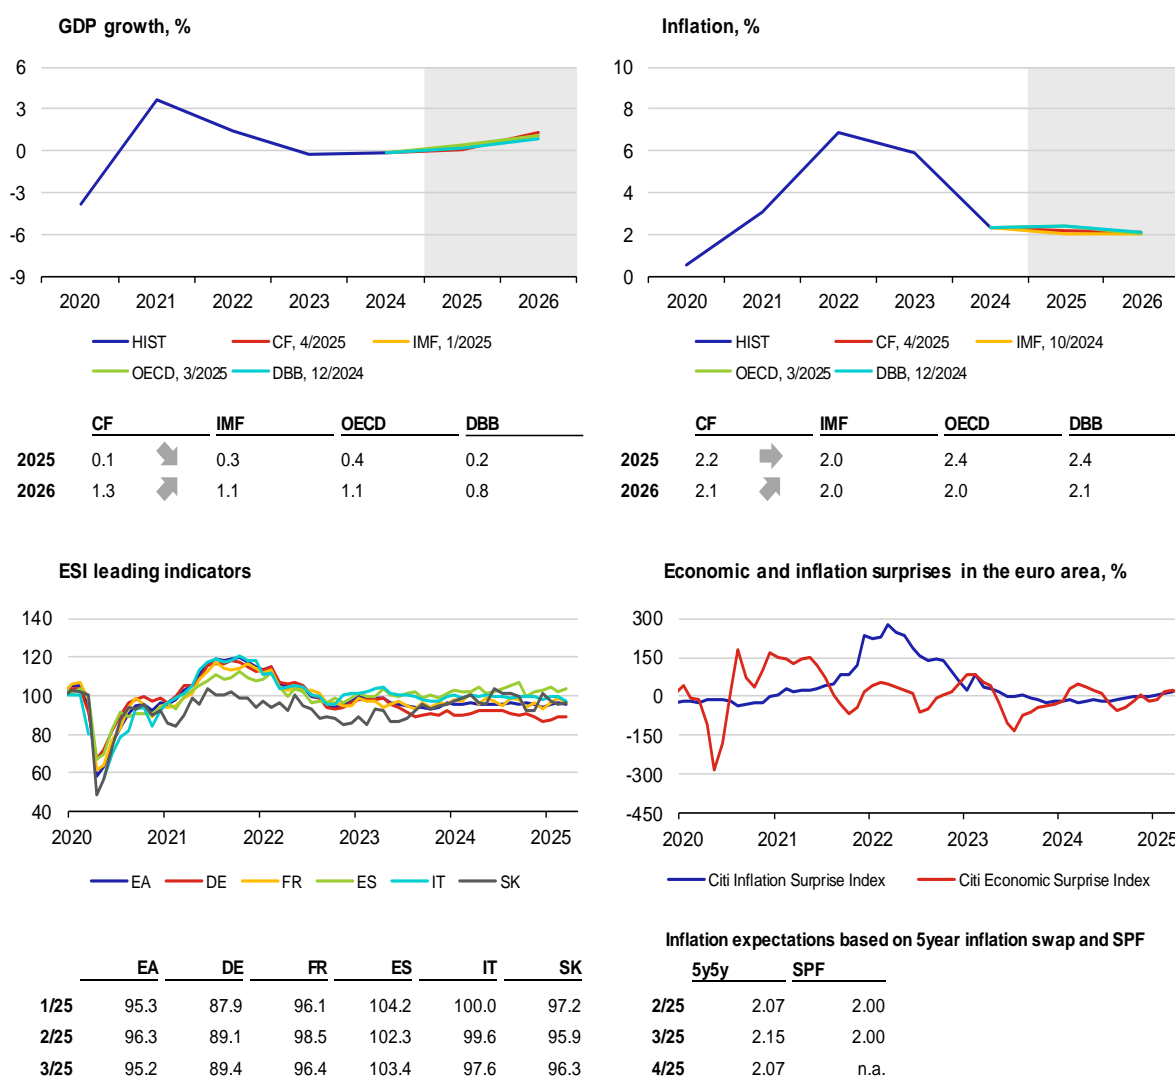 GDP growth, %
6
3
0
-3
-6
-9
2020 2021 2022 2023 2024 2025 2026
HIST CF, 4/2025 IMF, 1/2025
OECD, 3/2025 DBB, 12/2024
CF IMF OECD DBB
2025 0.1 0.3 0.4 0.2
2026 1.3 1.1 1.1 0.8
Inflation, %
10
8
6
4
2
0
2020 2021 2022 2023 2024 2025 2026
HIST CF, 4/2025 IMF, 10/2024
OECD, 3/2025 DBB, 12/2024
CF IMF OECD DBB
2025 2.2 2.0 2.4 2.4
2026 2.1 2.0 2.0 2.1
ESI leading indicators
140
120
100
80
60
40
2020 2021 2022 2023 2024 2025
EA DE FR ES IT SK
EA DE FR ES IT SK
1/25 95.3 87.9 96.1 104.2 100.0 97.2
2/25 96.3 89.1 98.5 102.3 99.6 95.9
3/25 95.2 89.4 96.4 103.4 97.6 96.3
Economic and inflation surprises in the euro area, %
300
150
0
-150
-300
-450
2020 2021 2022 2023 2024 2025
Citi Inflation Surprise Index Citi Economic Surprise Index
Inflation expectations based on 5year inflation swap and SPF
5y5y SPF
2/25 2.07 2.00
3/25 2.15 2.00
4/25 2.07 n.a.